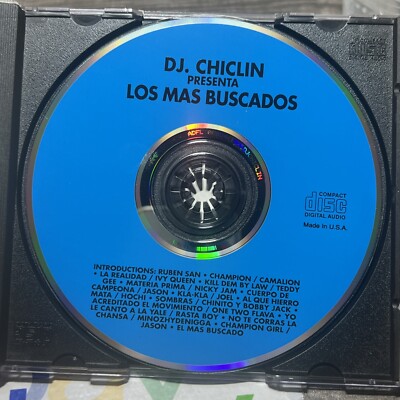 DJ. CHICLIN
PRESENTA
LOS MAS BUSCADOS
COMPACT
disc
DIGITAL AUDIO
Made in U.S.A.
INTRODUCTIONS: RUBEN SAN • CHAMPION / CAMALION
• LA REALIDAD / IVY QUEEN • KILL DEM BY LAW / TEDDY
GEE • MATERIA PRIMA / NICKY JAM • CUERPO DE
CAMPEONA / JASON • KLA-KLA / JOEL • AL QUE HIERRO
MATA / HOCHI • SOMBRAS / CHINITO Y BOBBY JACK •
ACREDITADO EL MOVIMIENTO / ONE TWO FLAVA • YO
LE CANTO A LA YALE / RASTA BOY • NO TE CORRAS LA
CHANSA / MINDZHYDENIGGA • CHAMPION GIRL /
JASON • EL MAS BUSCADO